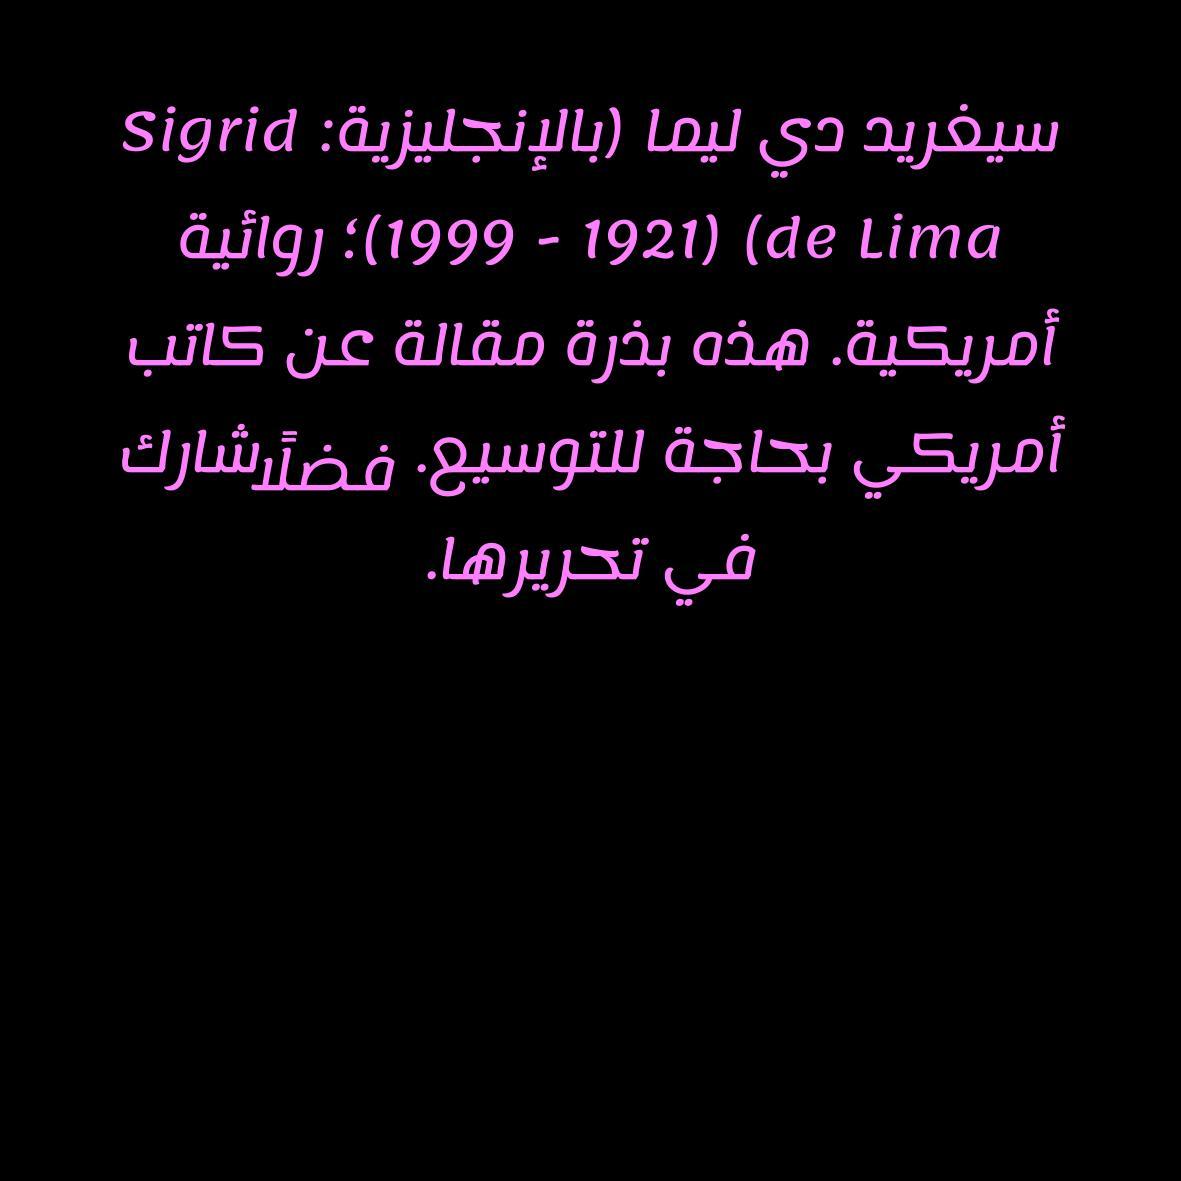 سيغريد دي ليما (بالإنجليزية: Sigrid
de Lima) (1921 - 1999)؛ روائية
أمريكية. هذه بذرة مقالة عن كاتب
أمريكي بحاجة للتوسيع. فضلًا شارك
في تحريرها.